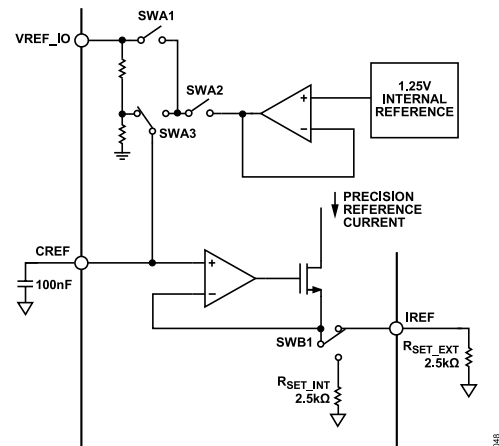 SWA1
VREF_IO
SWA2
+
−
1.25V
INTERNAL
REFERENCE
SWA3
PRECISION
REFERENCE
CURRENT
CREF
100nF
+
−
IREF
SWB1
RSET_EXT
2.5kΩ
RSET_INT
2.5kΩ
048